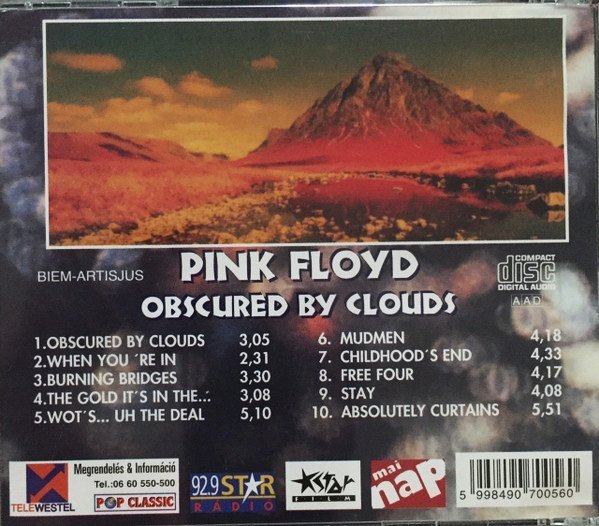 BIEM-ARTISJUS
PINK FLOYD
OBSCURED BY CLOUDS
COMPACT
disc
DIGITAL AUDIO
AAD
1.OBSCURED BY CLOUDS 3,05
2.WHEN YOU ´RE IN 2,31
3.BURNING BRIDGES 3,30
4.THE GOLD IT´S IN THE... 3,08
5.WOT´S... UH THE DEAL 5,10
6. MUDMEN 4,18
7. CHILDHOOD´S END 4,33
8. FREE FOUR 4,17
9. STAY 4,08
10. ABSOLUTELY CURTAINS 5,51
TELEWESTEL
Megrendelés & Információ
Tel.:06 60 550-500
POP CLASSIC
92.9 STAR
RADIO
Star
FILM
mai
nap
5 998490 700560